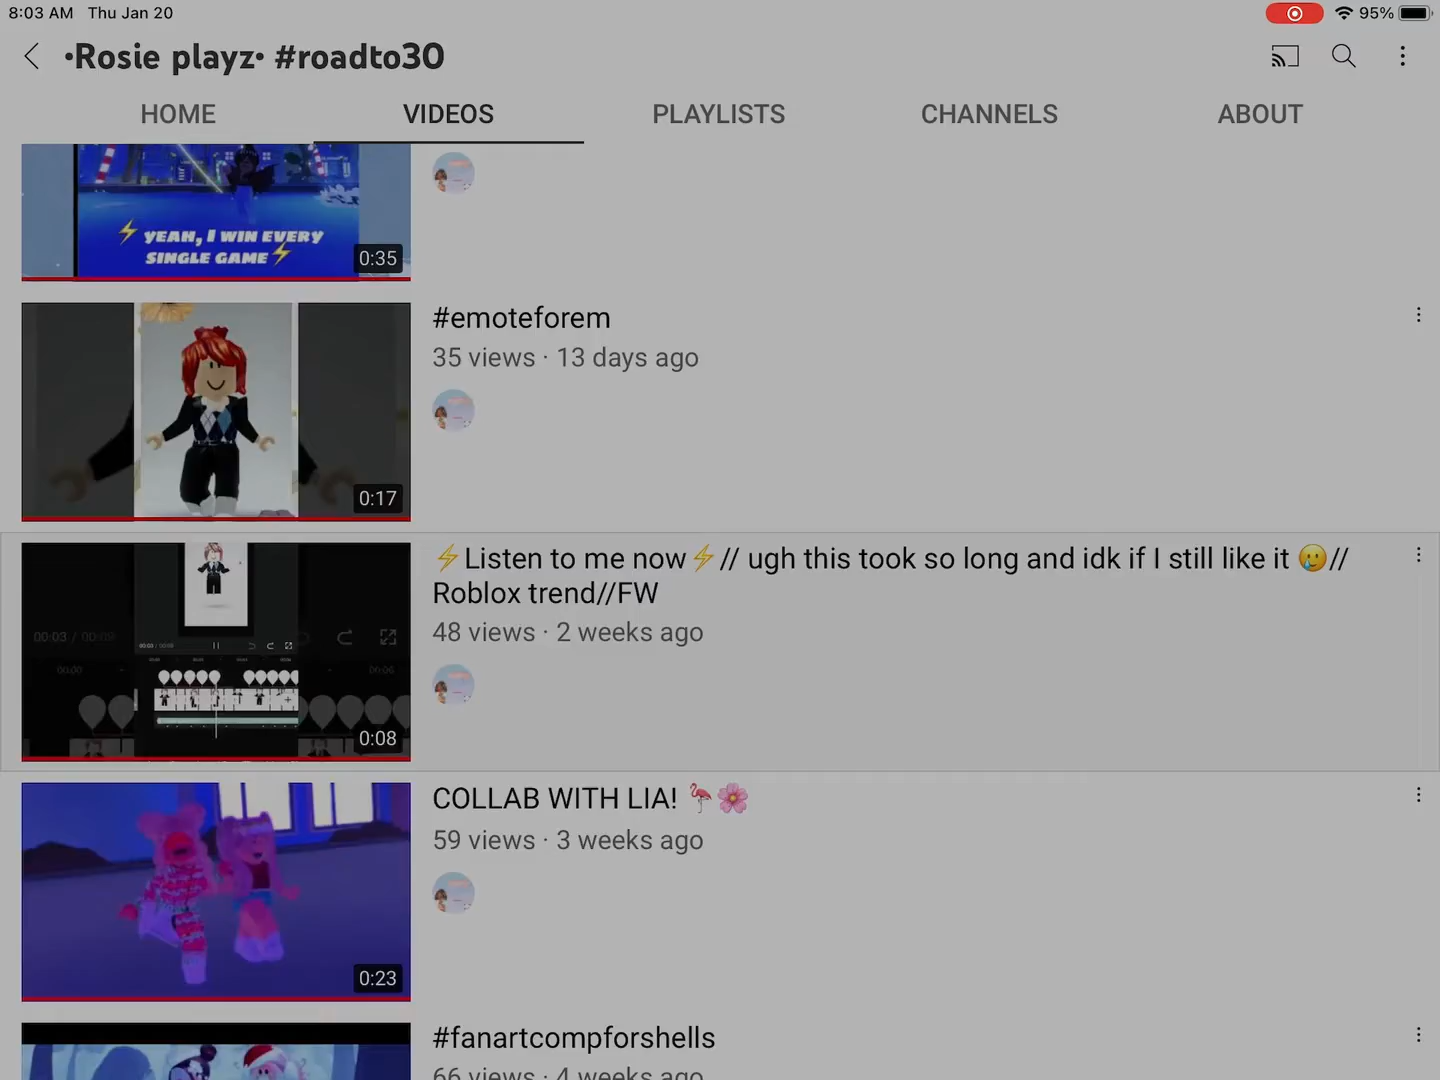 8:03 AM Thu Jan 20
95%
•Rosie playz• #roadto30
HOME VIDEOS PLAYLISTS CHANNELS ABOUT
⚡ YEAH, I WIN EVERY
SINGLE GAME ⚡
0:35
#emoteforem
35 views · 13 days ago
0:17
⚡Listen to me now⚡// ugh this took so long and idk if I still like it 🥲//
Roblox trend//FW
48 views · 2 weeks ago
00:03 / 00:09
00:00
0:08
COLLAB WITH LIA! 🦩🌸
59 views · 3 weeks ago
0:23
#fanartcompforshells
66 views · 4 weeks ago